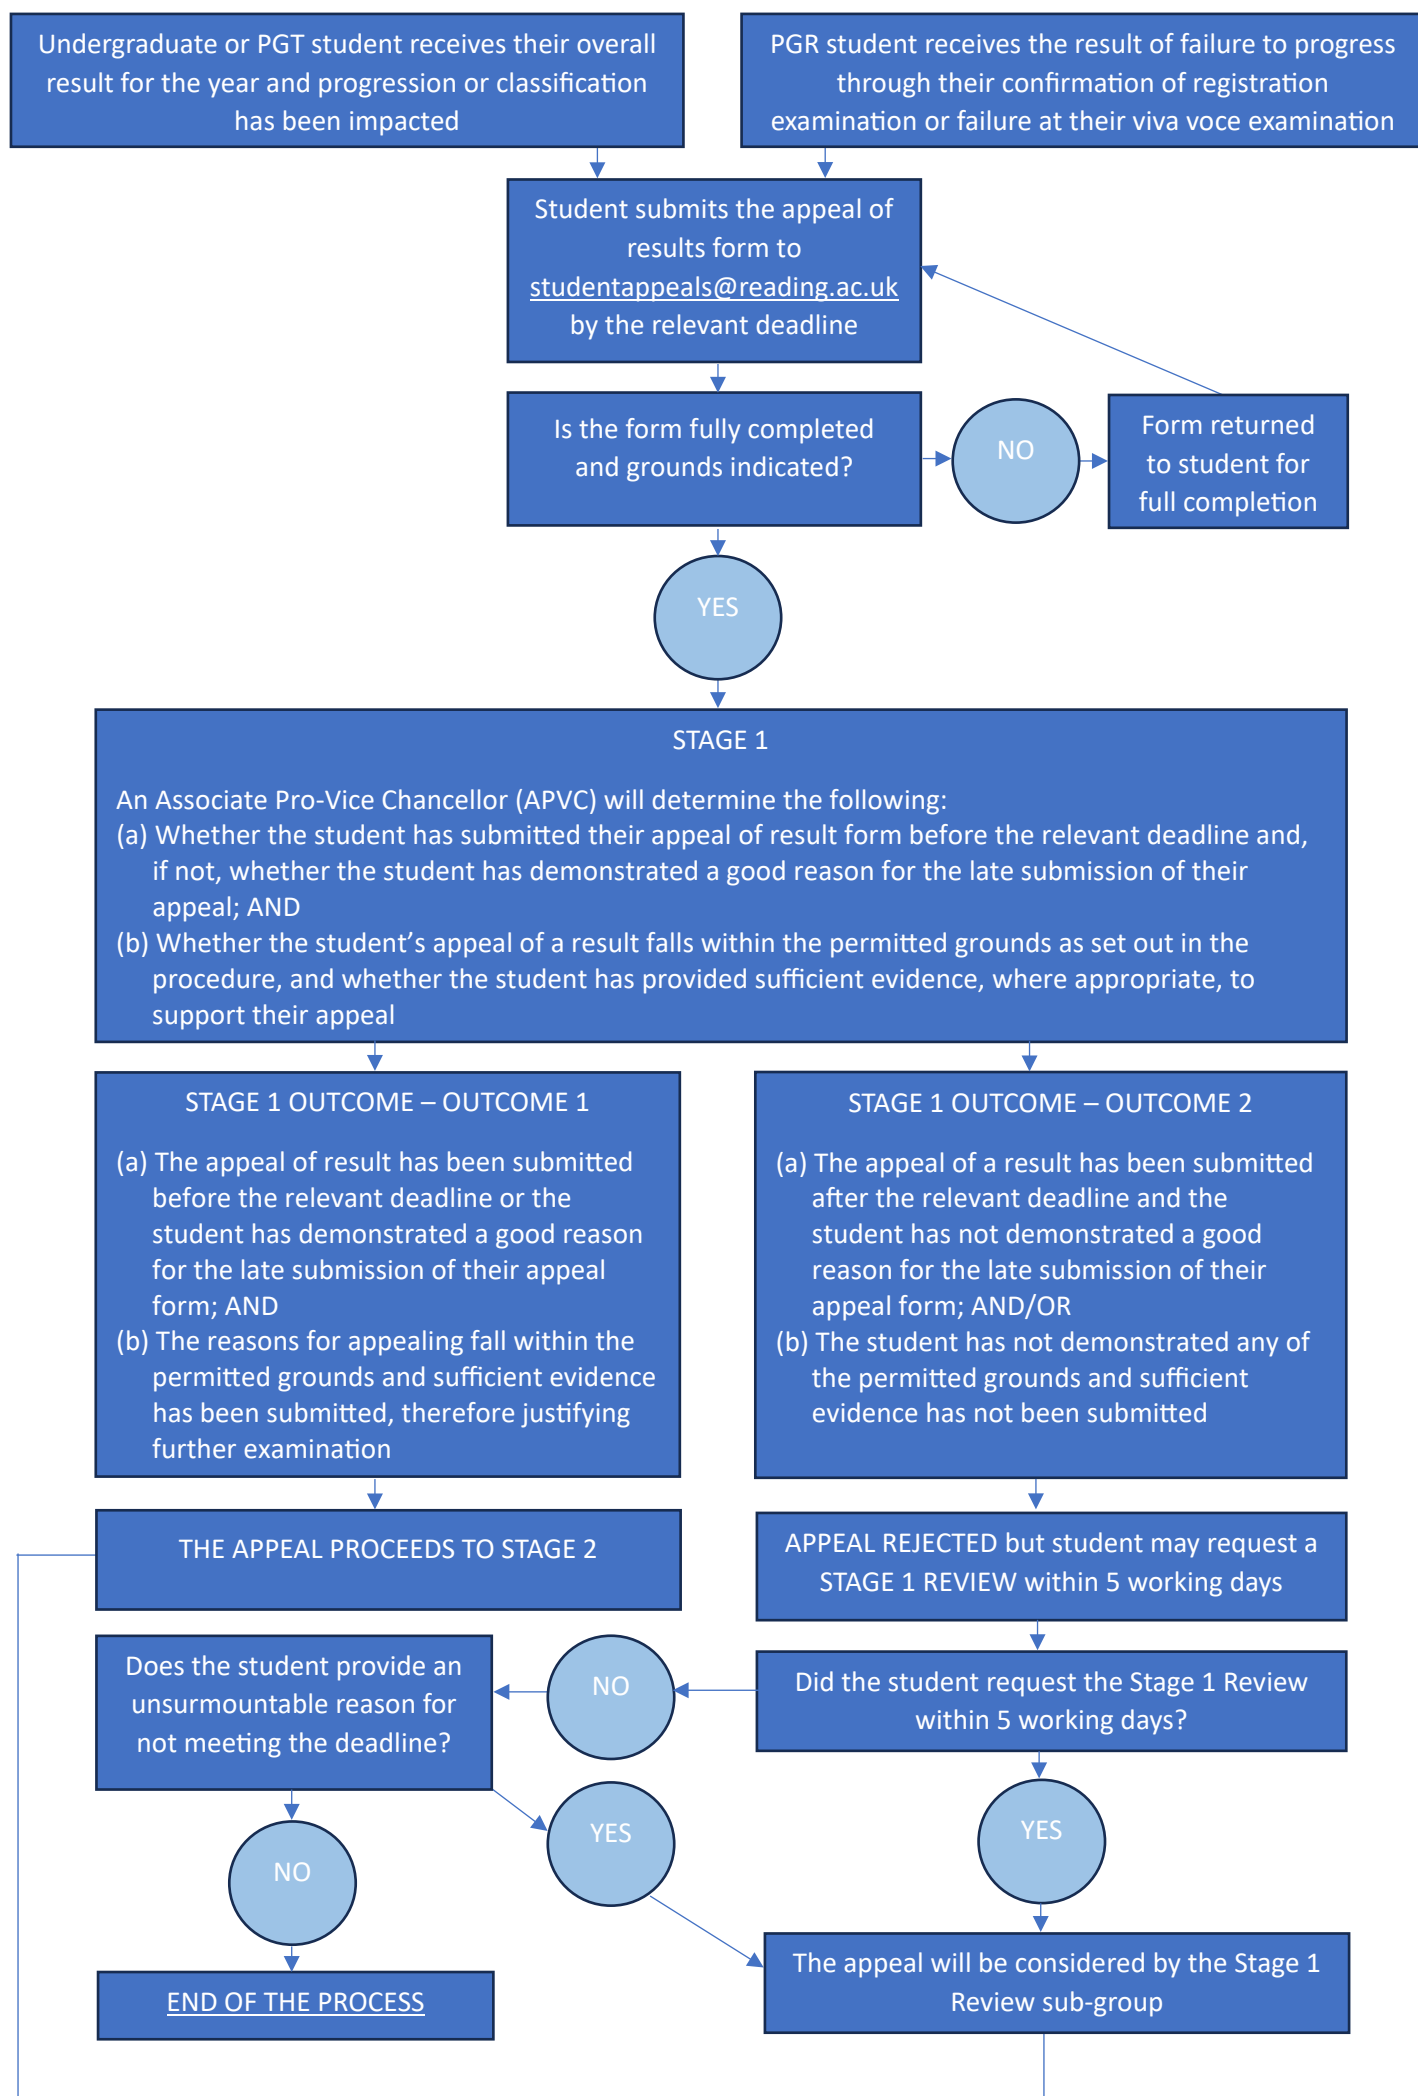 Undergraduate or PGT student receives their overall
result for the year and progression or classification
has been impacted
PGR student receives the result of failure to progress
through their confirmation of registration
examination or failure at their viva voce examination
Student submits the appeal of
results form to
studentappeals@reading.ac.uk
by the relevant deadline
Is the form fully completed
and grounds indicated?
NO
Form returned
to student for
full completion
YES
STAGE 1
An Associate Pro-Vice Chancellor (APVC) will determine the following:
(a) Whether the student has submitted their appeal of result form before the relevant deadline and,
if not, whether the student has demonstrated a good reason for the late submission of their
appeal; AND
(b) Whether the student’s appeal of a result falls within the permitted grounds as set out in the
procedure, and whether the student has provided sufficient evidence, where appropriate, to
support their appeal
STAGE 1 OUTCOME – OUTCOME 1
(a) The appeal of result has been submitted
before the relevant deadline or the
student has demonstrated a good reason
for the late submission of their appeal
form; AND
(b) The reasons for appealing fall within the
permitted grounds and sufficient evidence
has been submitted, therefore justifying
further examination
STAGE 1 OUTCOME – OUTCOME 2
(a) The appeal of a result has been submitted
after the relevant deadline and the
student has not demonstrated a good
reason for the late submission of their
appeal form; AND/OR
(b) The student has not demonstrated any of
the permitted grounds and sufficient
evidence has not been submitted
THE APPEAL PROCEEDS TO STAGE 2
APPEAL REJECTED but student may request a
STAGE 1 REVIEW within 5 working days
Does the student provide an
unsurmountable reason for
not meeting the deadline?
NO
Did the student request the Stage 1 Review
within 5 working days?
NO
YES
YES
END OF THE PROCESS
The appeal will be considered by the Stage 1
Review sub-group